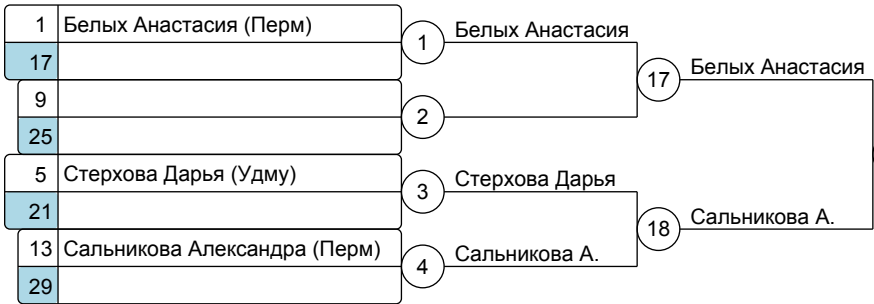 1 Белых Анастасия (Перм)
17
9
25
5 Стерхова Дарья (Удму)
21
13 Сальникова Александра (Перм)
29
1 Белых Анастасия
2
3 Стерхова Дарья
4 Сальникова А.
17 Белых Анастасия
18 Сальникова А.